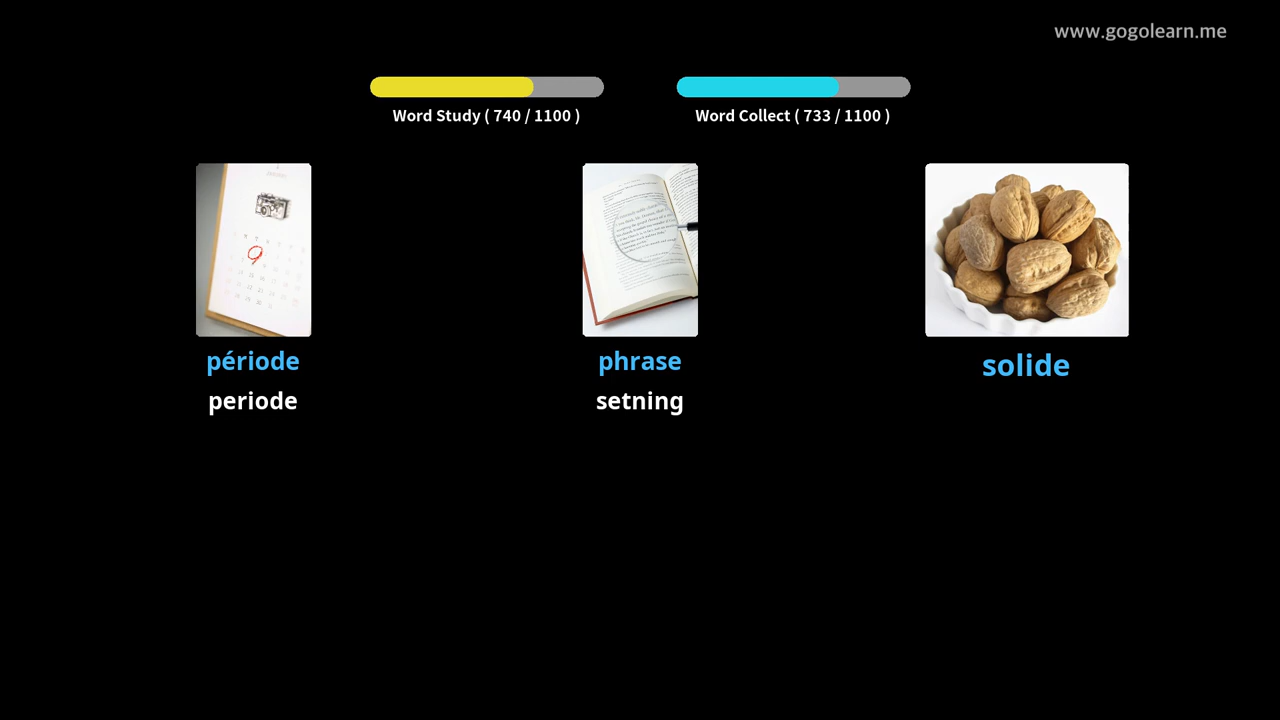 www.gogolearn.me
Word Study ( 740 / 1100 )
Word Collect ( 733 / 1100 )
période
periode
phrase
setning
solide